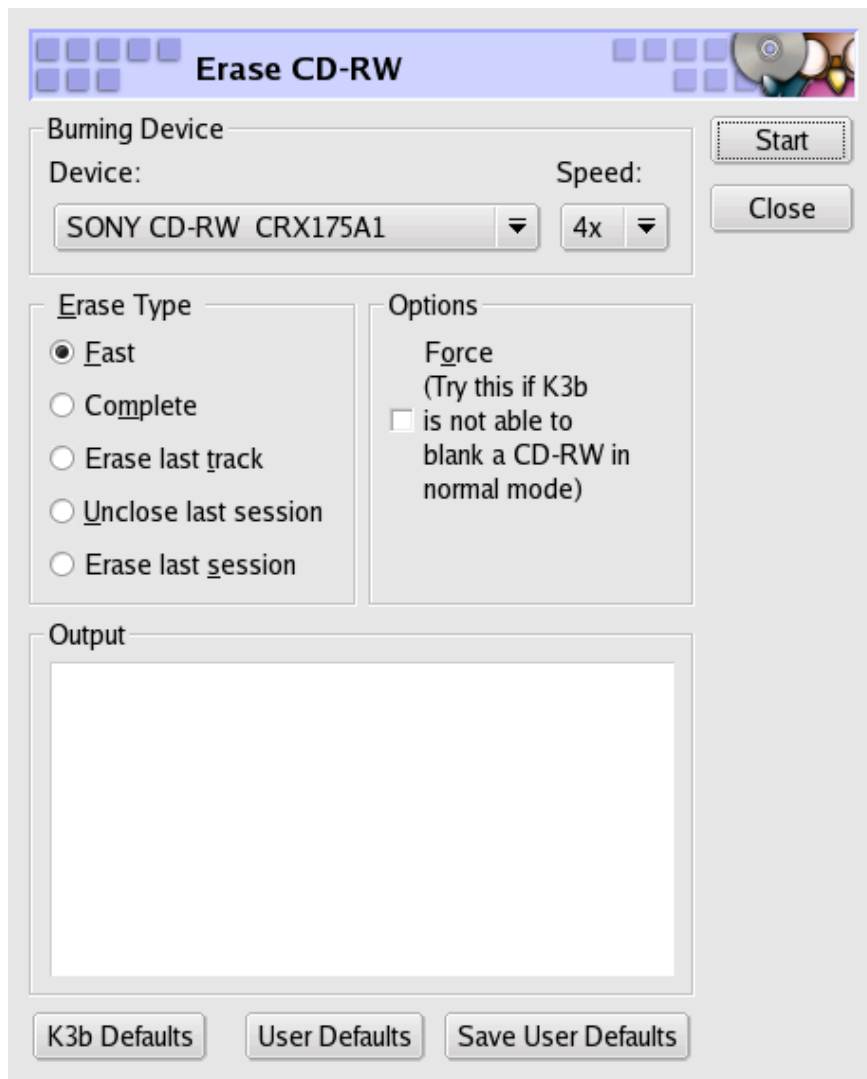 Erase CD-RW
Burning Device
Device:
Speed:
SONY CD-RW CRX175A1
4x
Start
Close
Erase Type
Fast
Complete
Erase last track
Unclose last session
Erase last session
Options
Force
(Try this if K3b
is not able to
blank a CD-RW in
normal mode)
Output
K3b Defaults
User Defaults
Save User Defaults